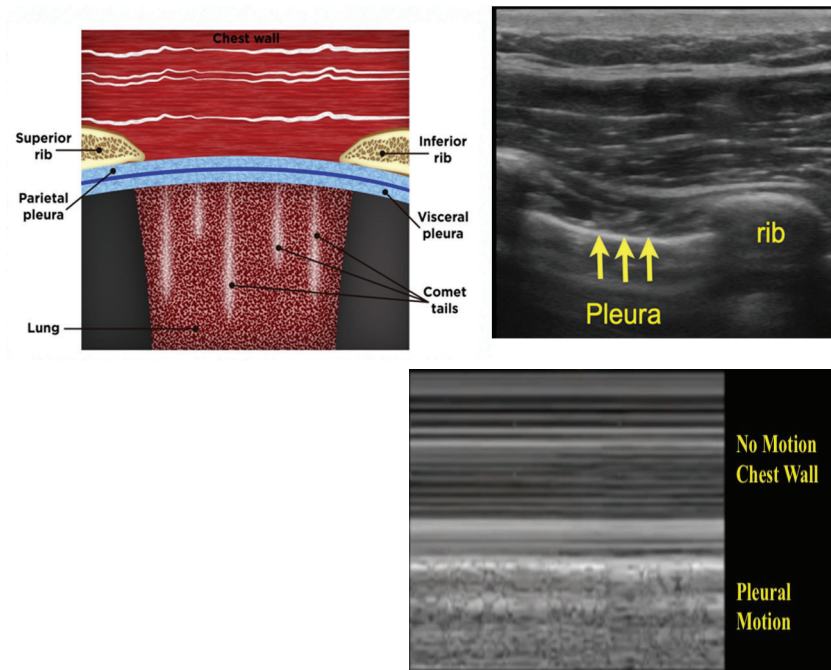 Chest wall
Superior
rib
Inferior
rib
Parietal
pleura
Visceral
pleura
Comet
tails
Lung
rib
Pleura
No Motion
Chest Wall
Pleural
Motion